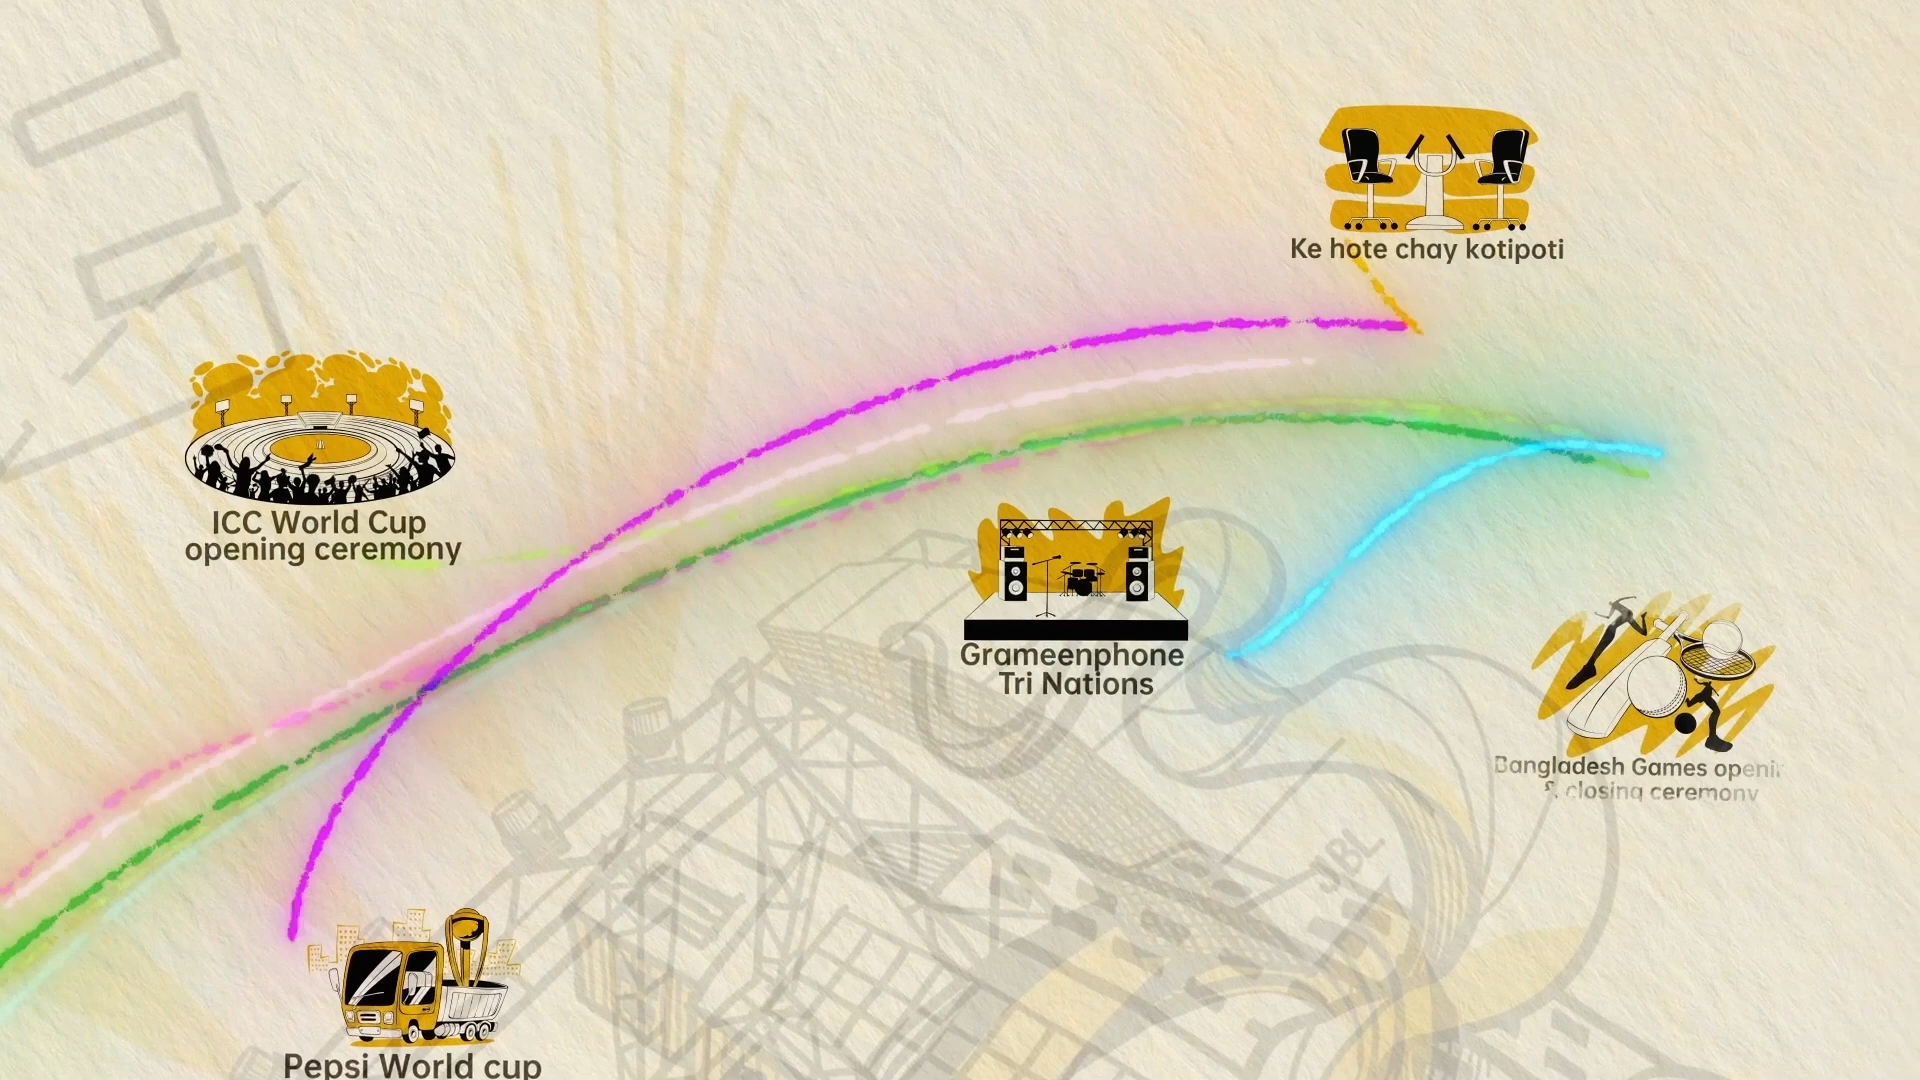 Ke hote chay kotipoti
ICC World Cup
opening ceremony
Grameenphone
Tri Nations
Bangladesh Games openin
& closing ceremony
JBL
Pepsi World cup